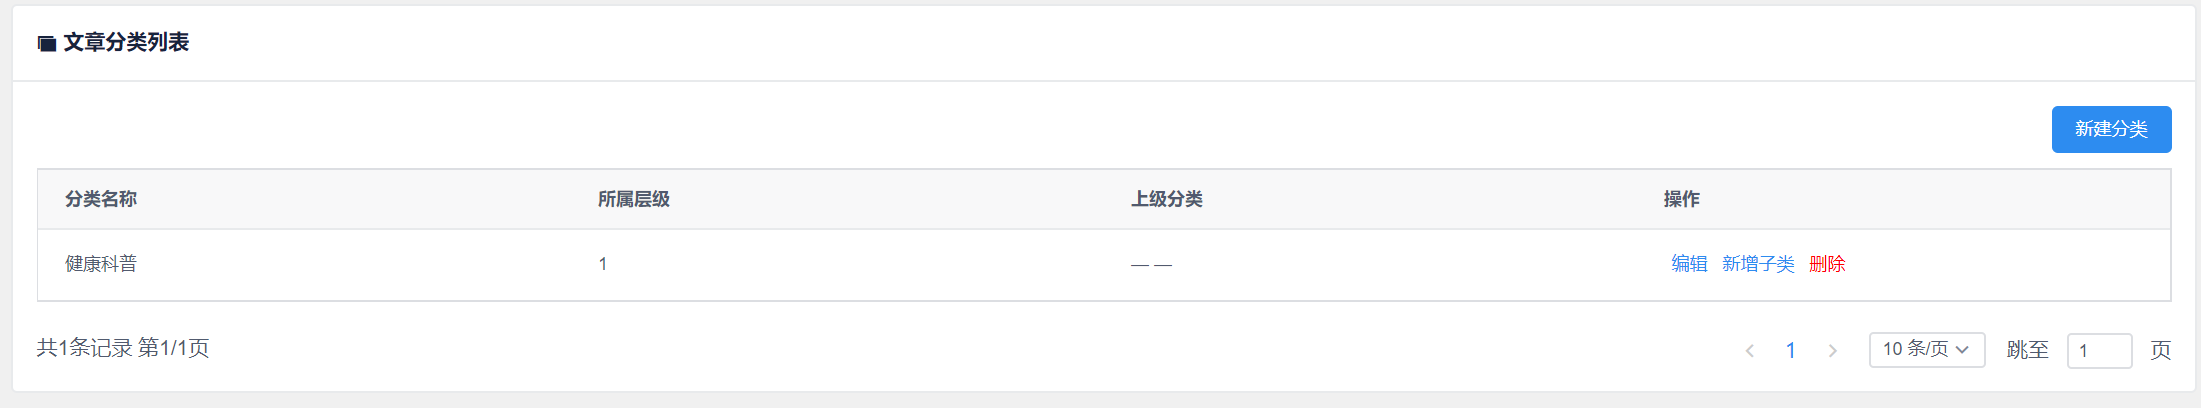 文章分类列表
新建分类
分类名称 所属层级 上级分类 操作
健康科普 1 — — 编辑 新增子类 删除
共1条记录 第1/1页 1 10 条/页 跳至 1 页